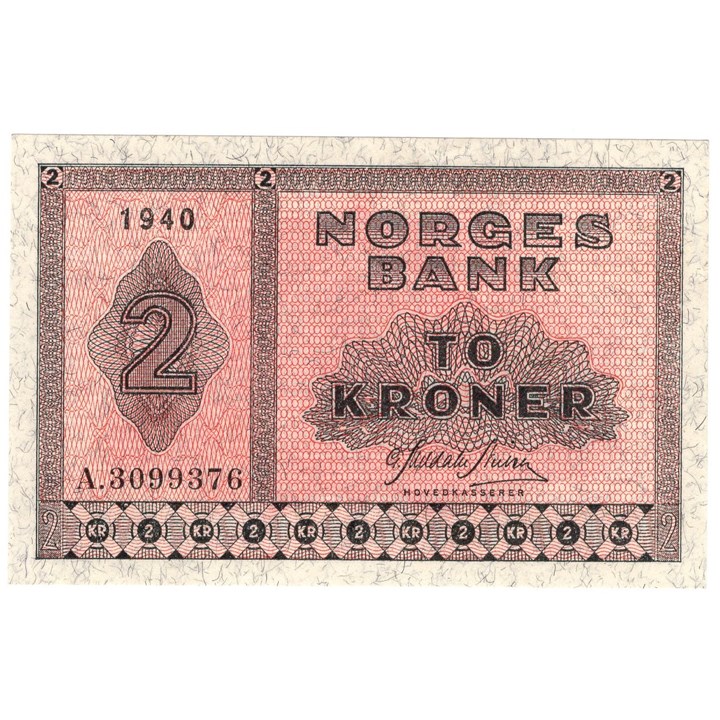 2 2 2
1940
NORGES
BANK
2
TO
KRONER
A.3099376
HOVEDKASSERER
2 KR 2 KR 2 KR 2 KR 2 KR 2 KR 2